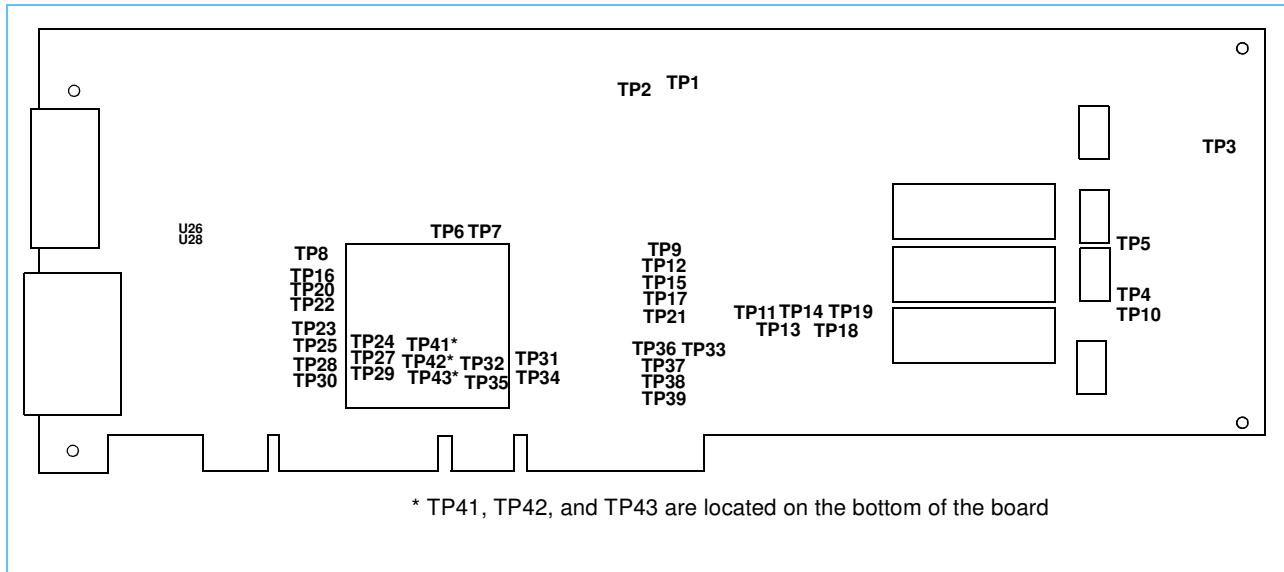 TP2 TP1
TP3
U26
U28
TP6 TP7
TP8
TP16
TP20
TP22
TP23
TP25
TP28
TP30
TP24
TP27
TP29
TP41*
TP42*
TP43*
TP32
TP35
TP31
TP34
TP9
TP12
TP15
TP17
TP21
TP36 TP33
TP37
TP38
TP39
TP11 TP14 TP19
TP13 TP18
TP5
TP4
TP10
* TP41, TP42, and TP43 are located on the bottom of the board